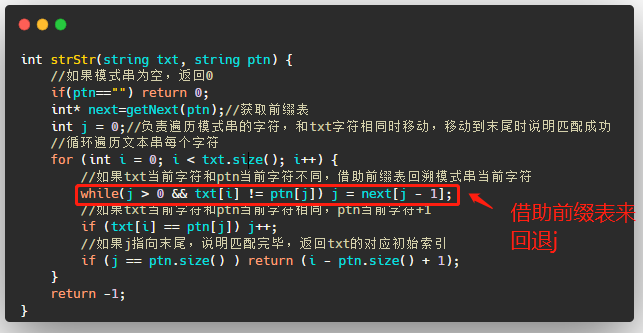 int strStr(string txt, string ptn) {
//如果模式串为空，返回0
if(ptn=="") return 0;
int* next=getNext(ptn);//获取前缀表
int j = 0;//负责遍历模式串的字符，和txt字符相同时移动，移动到末尾时说明匹配成功
//循环遍历文本串每个字符
for (int i = 0; i < txt.size(); i++) {
//如果txt当前字符和ptn当前字符不同，借助前缀表回溯模式串当前字符
while(j > 0 && txt[i] != ptn[j]) j = next[j - 1];
//如果txt当前字符和ptn当前字符相同，ptn当前字符+1
if (txt[i] == ptn[j]) j++;
//如果j指向末尾，说明匹配完毕，返回txt的对应初始索引
if (j == ptn.size() ) return (i - ptn.size() + 1);
}
return -1;
}
借助前缀表来
回退j